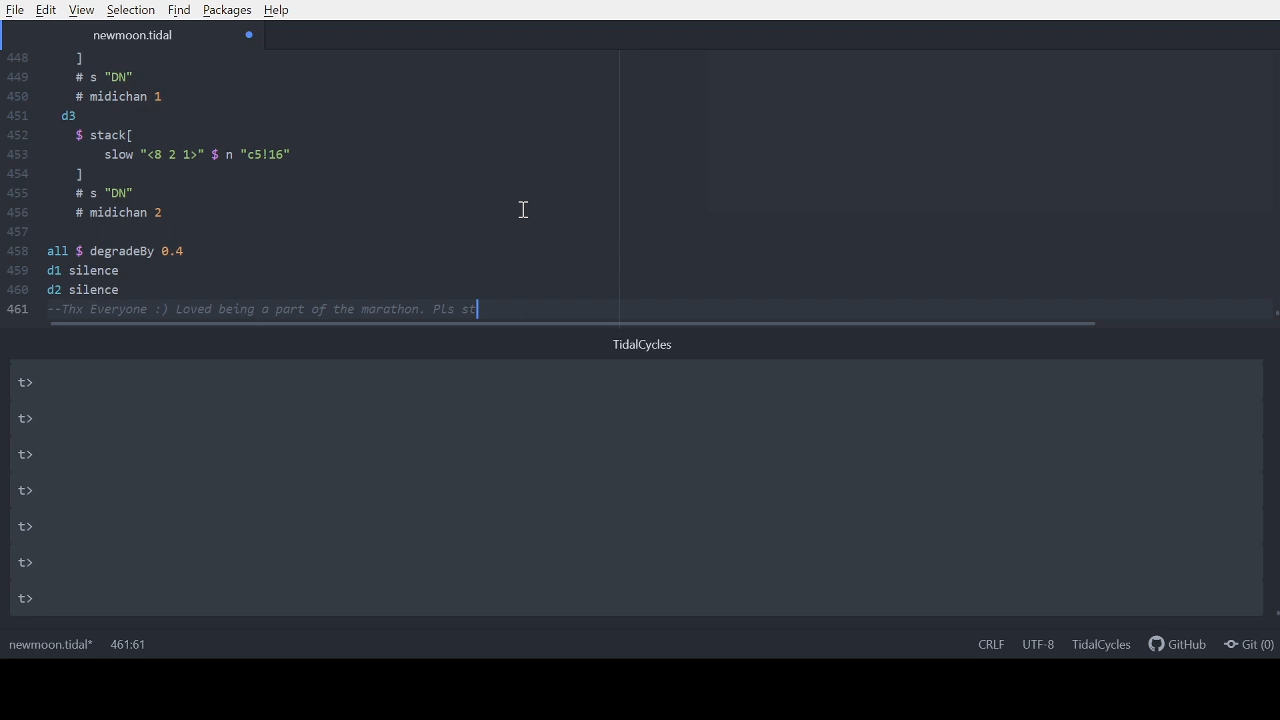 File Edit View Selection Find Packages Help
newmoon.tidal
448 ]
449 # s "DN"
450 # midichan 1
451 d3
452 $ stack[
453 slow "<8 2 1>" $ n "c5!16"
454 ]
455 # s "DN"
456 # midichan 2
457
458 all $ degradeBy 0.4
459 d1 silence
460 d2 silence
461 --Thx Everyone :) Loved being a part of the marathon. Pls st
TidalCycles
t>
t>
t>
t>
t>
t>
t>
newmoon.tidal* 461:61 CRLF UTF-8 TidalCycles GitHub Git (0)